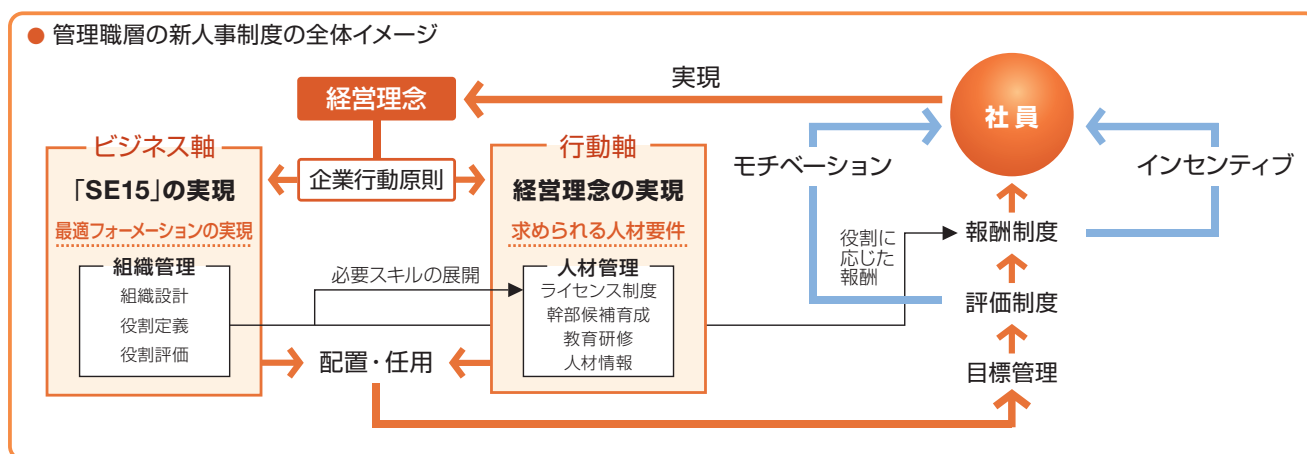 ● 管理職層の新人事制度の全体イメージ
実現
経営理念
社員
ビジネス軸
「SE15」の実現
最適フォーメーションの実現
組織管理
組織設計
役割定義
役割評価
企業行動原則
行動軸
経営理念の実現
求められる人材要件
人材管理
ライセンス制度
幹部候補育成
教育研修
人材情報
必要スキルの展開
配置・任用
モチベーション
インセンティブ
役割に
応じた
報酬
報酬制度
評価制度
目標管理